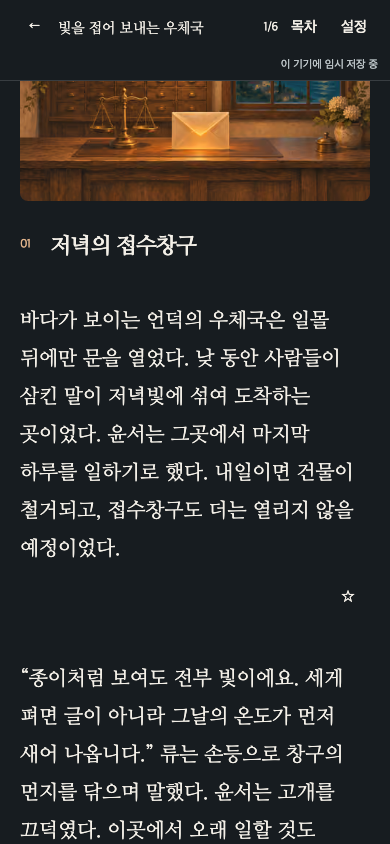 ← 빛을 접어 보내는 우체국 1/6 목차 설정
이 기기에 임시 저장 중
01 저녁의 접수창구
바다가 보이는 언덕의 우체국은 일몰
뒤에만 문을 열었다. 낮 동안 사람들이
삼킨 말이 저녁빛에 섞여 도착하는
곳이었다. 윤서는 그곳에서 마지막
하루를 일하기로 했다. 내일이면 건물이
철거되고, 접수창구도 더는 열리지 않을
예정이었다.
☆
“종이처럼 보여도 전부 빛이에요. 세게
펴면 글이 아니라 그날의 온도가 먼저
새어 나옵니다.” 류는 손등으로 창구의
먼지를 닦으며 말했다. 윤서는 고개를
끄덕였다. 이곳에서 오래 일할 것도